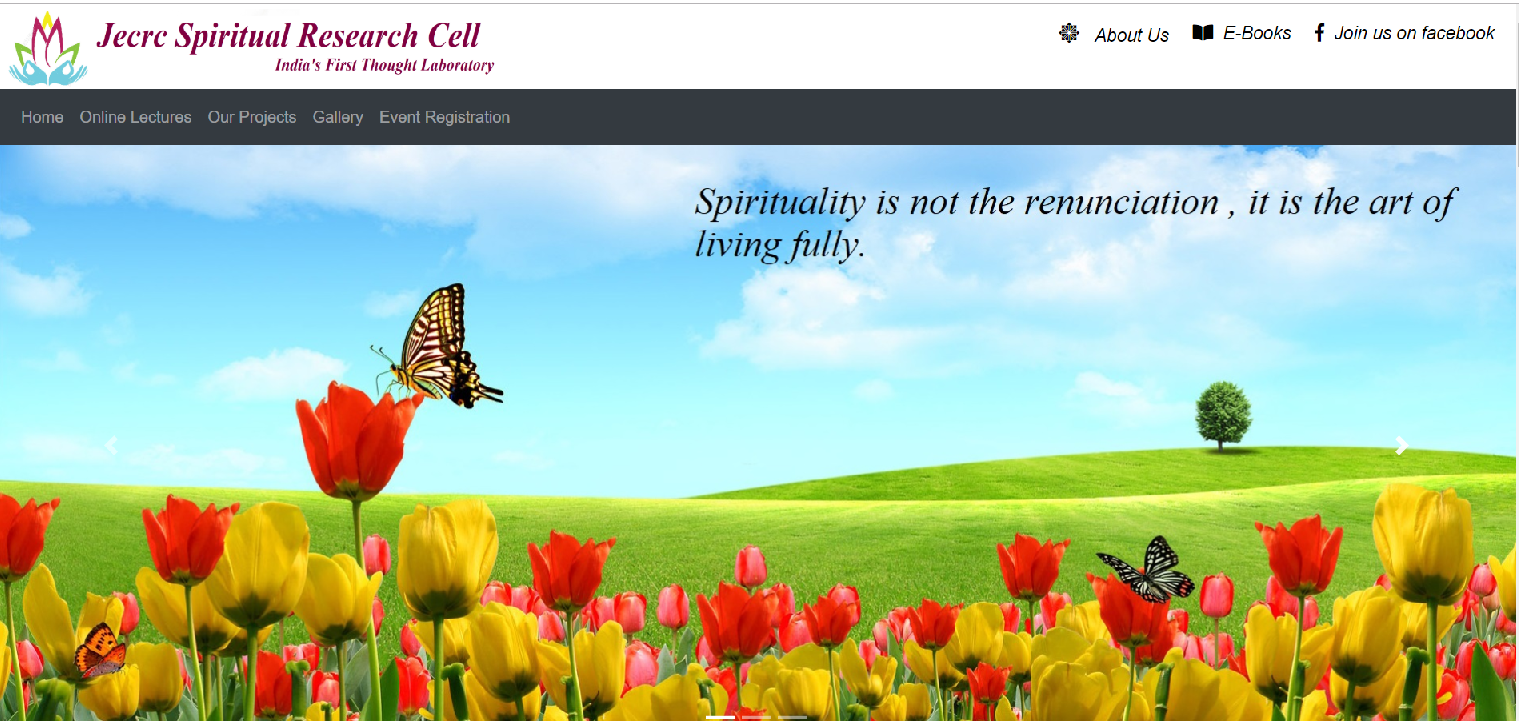 Jecrc Spiritual Research Cell
India's First Thought Laboratory
About Us E-Books Join us on facebook
Home Online Lectures Our Projects Gallery Event Registration
Spirituality is not the renunciation , it is the art of
living fully.